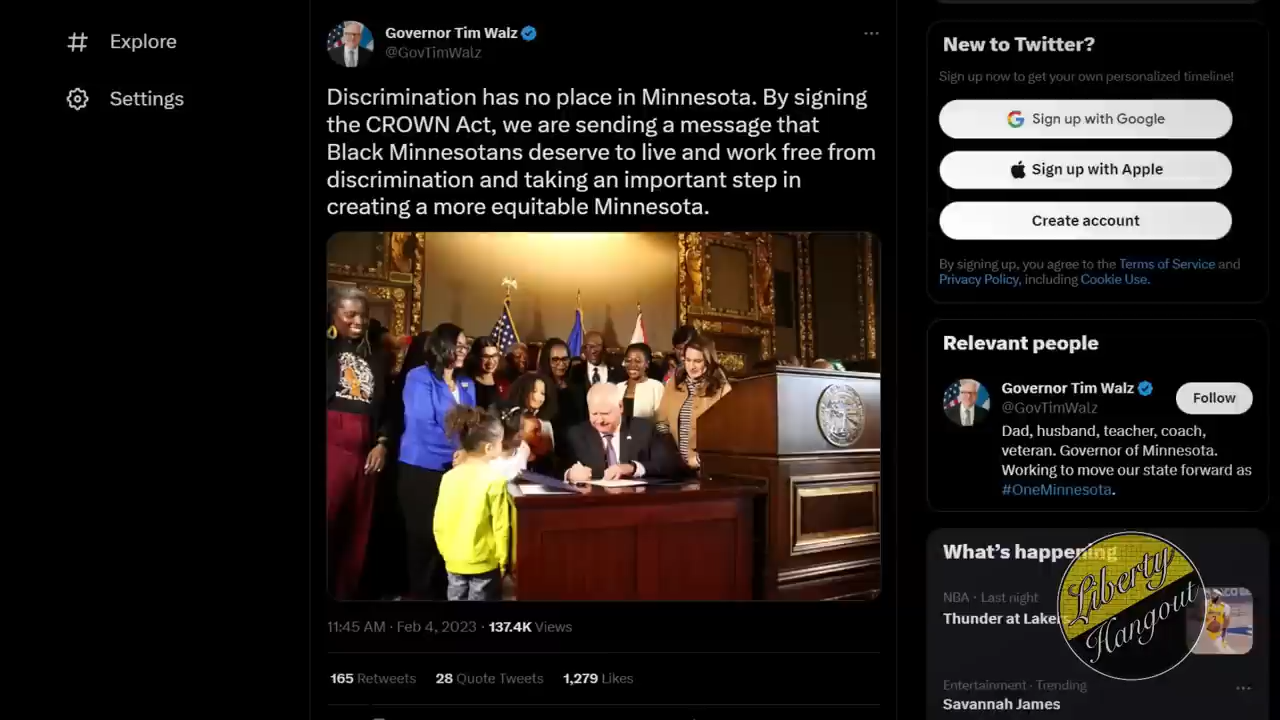 Explore
Settings
Governor Tim Walz
@GovTimWalz
Discrimination has no place in Minnesota. By signing
the CROWN Act, we are sending a message that
Black Minnesotans deserve to live and work free from
discrimination and taking an important step in
creating a more equitable Minnesota.
11:45 AM · Feb 4, 2023 · 137.4K Views
165 Retweets 28 Quote Tweets 1,279 Likes
New to Twitter?
Sign up now to get your own personalized timeline!
Sign up with Google
Sign up with Apple
Create account
By signing up, you agree to the Terms of Service and
Privacy Policy, including Cookie Use.
Relevant people
Governor Tim Walz
@GovTimWalz
Follow
Dad, husband, teacher, coach,
veteran. Governor of Minnesota.
Working to move our state forward as
#OneMinnesota.
What's happening
NBA · Last night
Thunder at
Entertainment · Trending
Savannah James
Liberty
Hangout